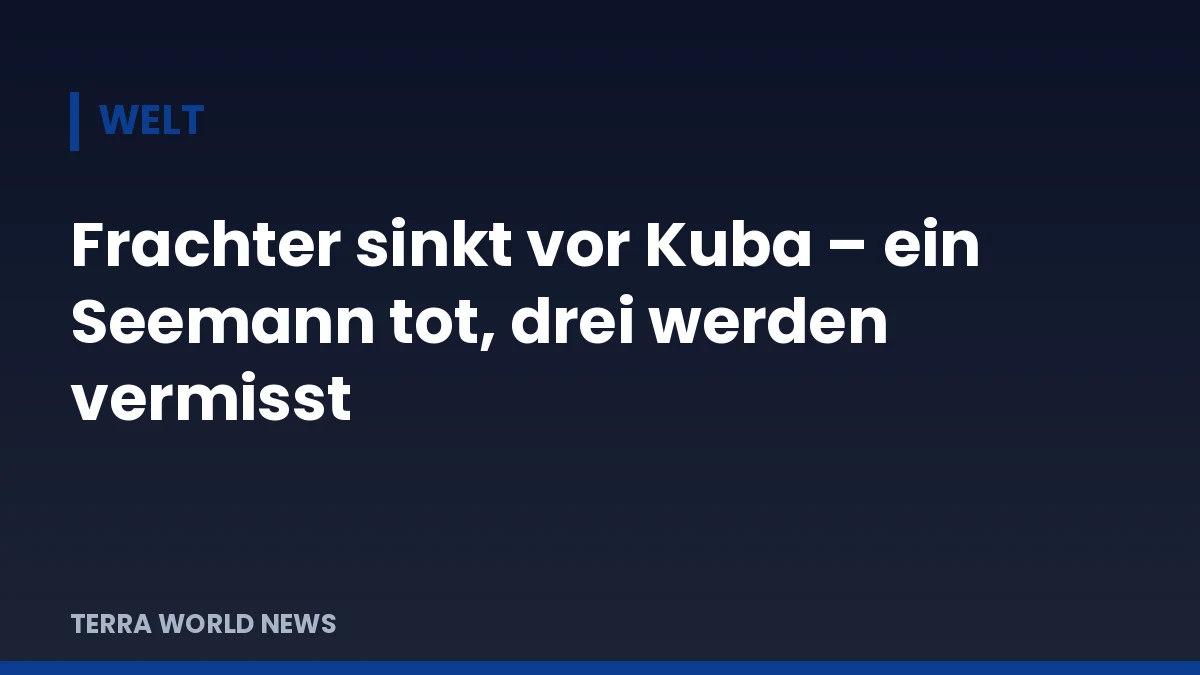 WELT
Frachter sinkt vor Kuba – ein
Seemann tot, drei werden
vermisst
TERRA WORLD NEWS